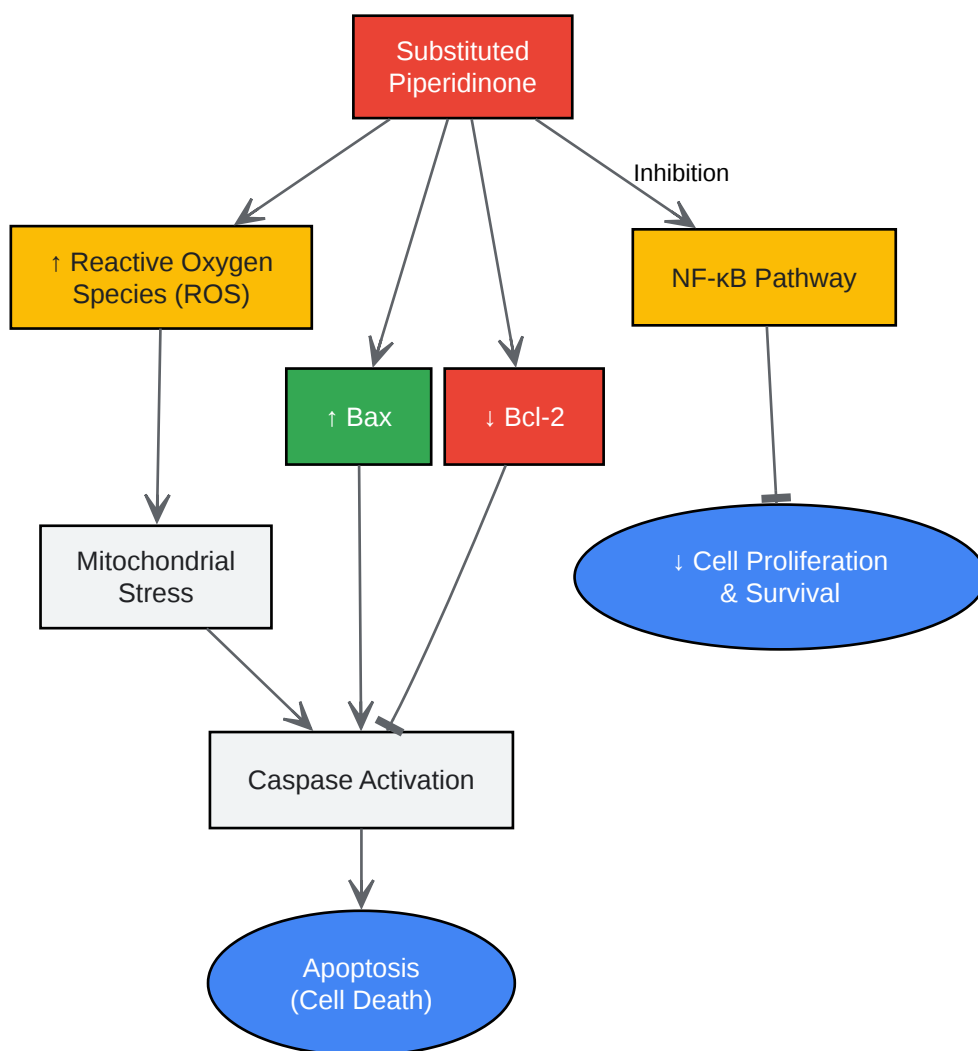 Substituted
Piperidinone
Inhibition
↑ Reactive Oxygen
Species (ROS)
NF-κB Pathway
↑ Bax
↓ Bcl-2
Mitochondrial
Stress
↓ Cell Proliferation
& Survival
Caspase Activation
Apoptosis
(Cell Death)